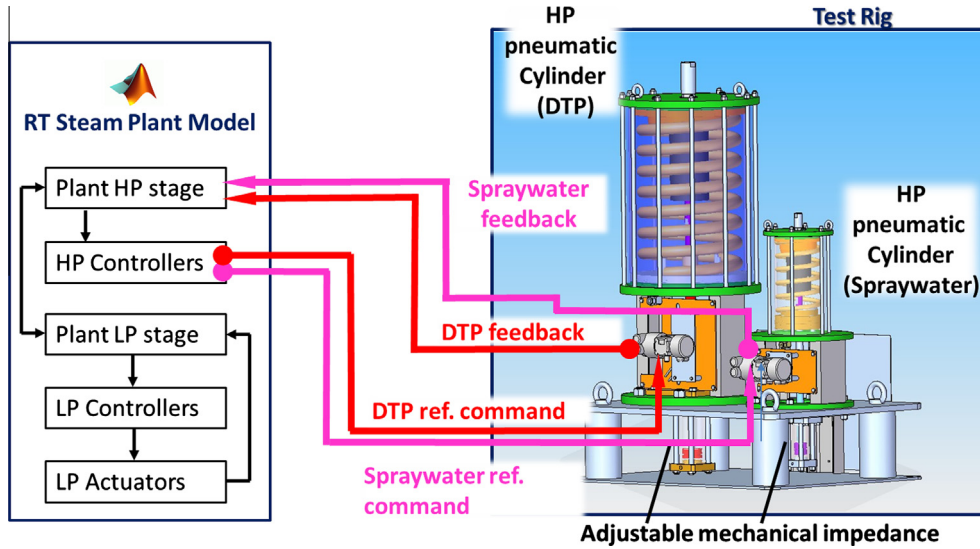 RT Steam Plant Model
Plant HP stage
HP Controllers
Plant LP stage
LP Controllers
LP Actuators
Spraywater
feedback
DTP feedback
DTP ref. command
Spraywater ref.
command
Test Rig
HP
pneumatic
Cylinder
(DTP)
HP
pneumatic
Cylinder
(Spraywater)
Adjustable mechanical impedance